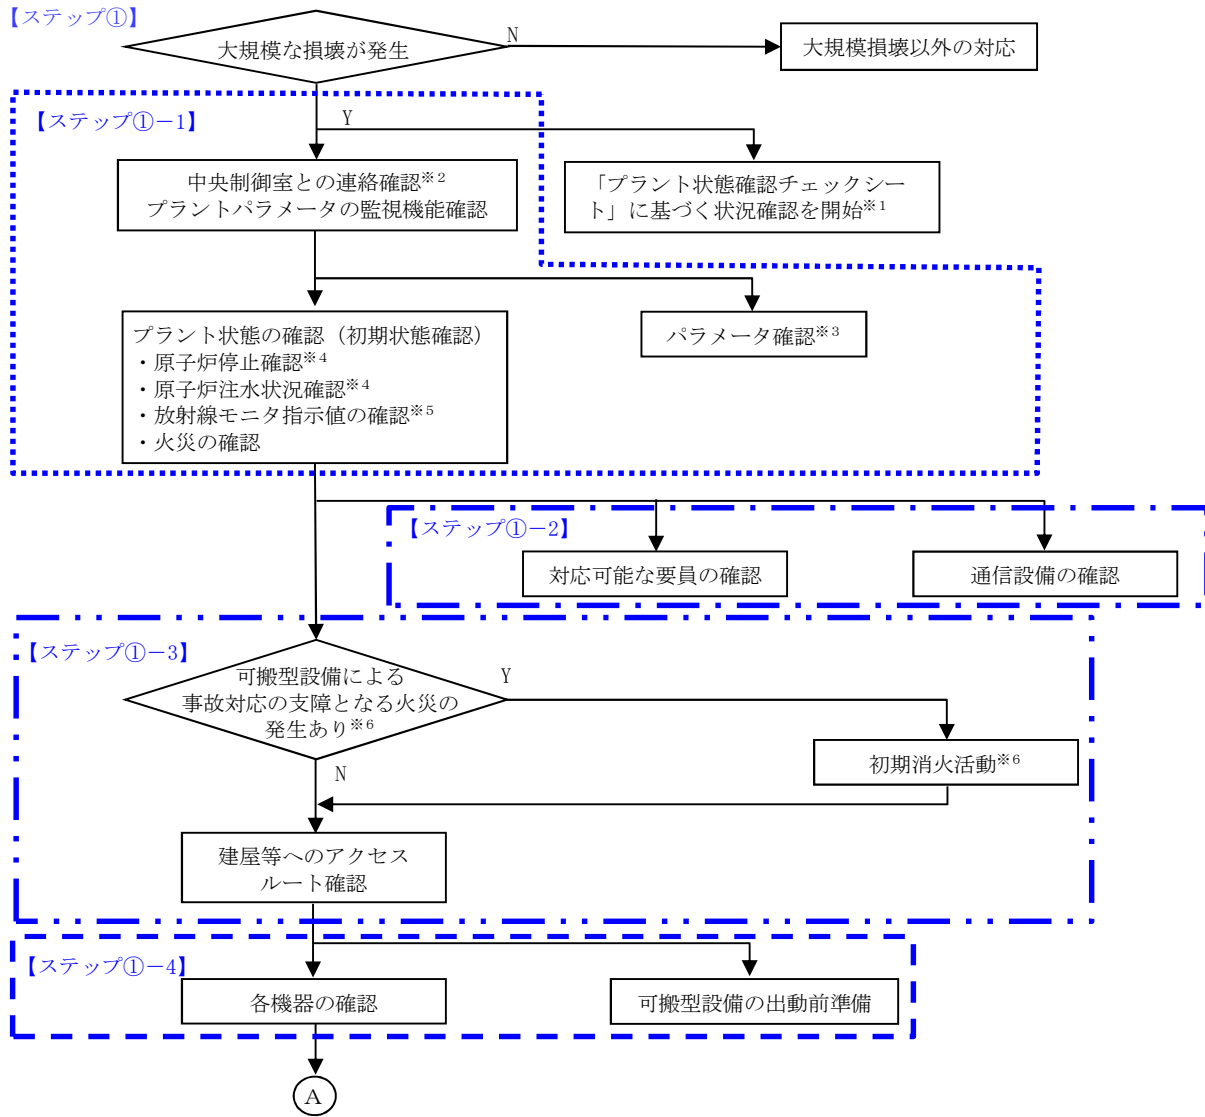 【ステップ①】
大規模な損壊が発生
N
大規模損壊以外の対応
【ステップ①－1】
Y
中央制御室との連絡確認※2
プラントパラメータの監視機能確認
「プラント状態確認チェックシー
ト」に基づく状況確認を開始※1
プラント状態の確認（初期状態確認）
・原子炉停止確認※4
・原子炉注水状況確認※4
・放射線モニタ指示値の確認※5
・火災の確認
パラメータ確認※3
【ステップ①－2】
対応可能な要員の確認
通信設備の確認
【ステップ①－3】
可搬型設備による
事故対応の支障となる火災の
発生あり※6
Y
N
初期消火活動※6
建屋等へのアクセス
ルート確認
【ステップ①－4】
各機器の確認
可搬型設備の出動前準備
A